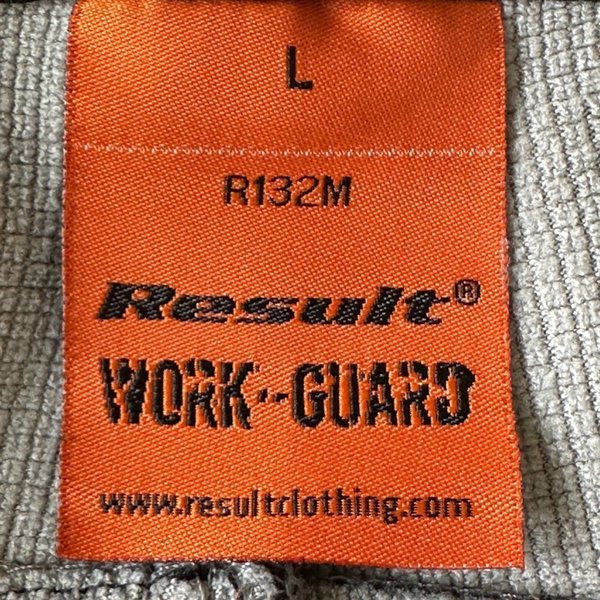 L
R132M
Result®
WORK-GUARD
www.resultclothing.com